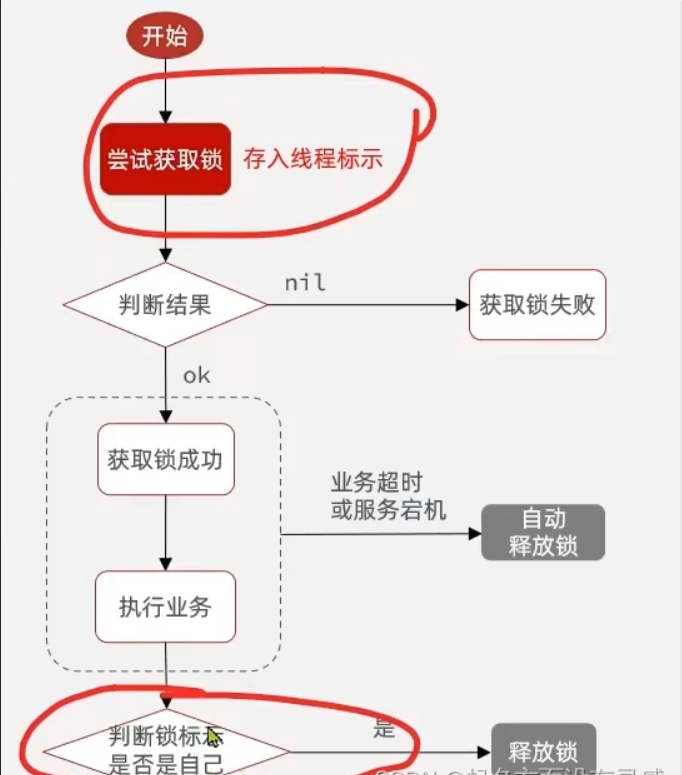 开始
尝试获取锁
存入线程标示
nil
判断结果
获取锁失败
ok
获取锁成功
业务超时
或服务宕机
自动
释放锁
执行业务
判断锁标示
是否是自己
是
释放锁